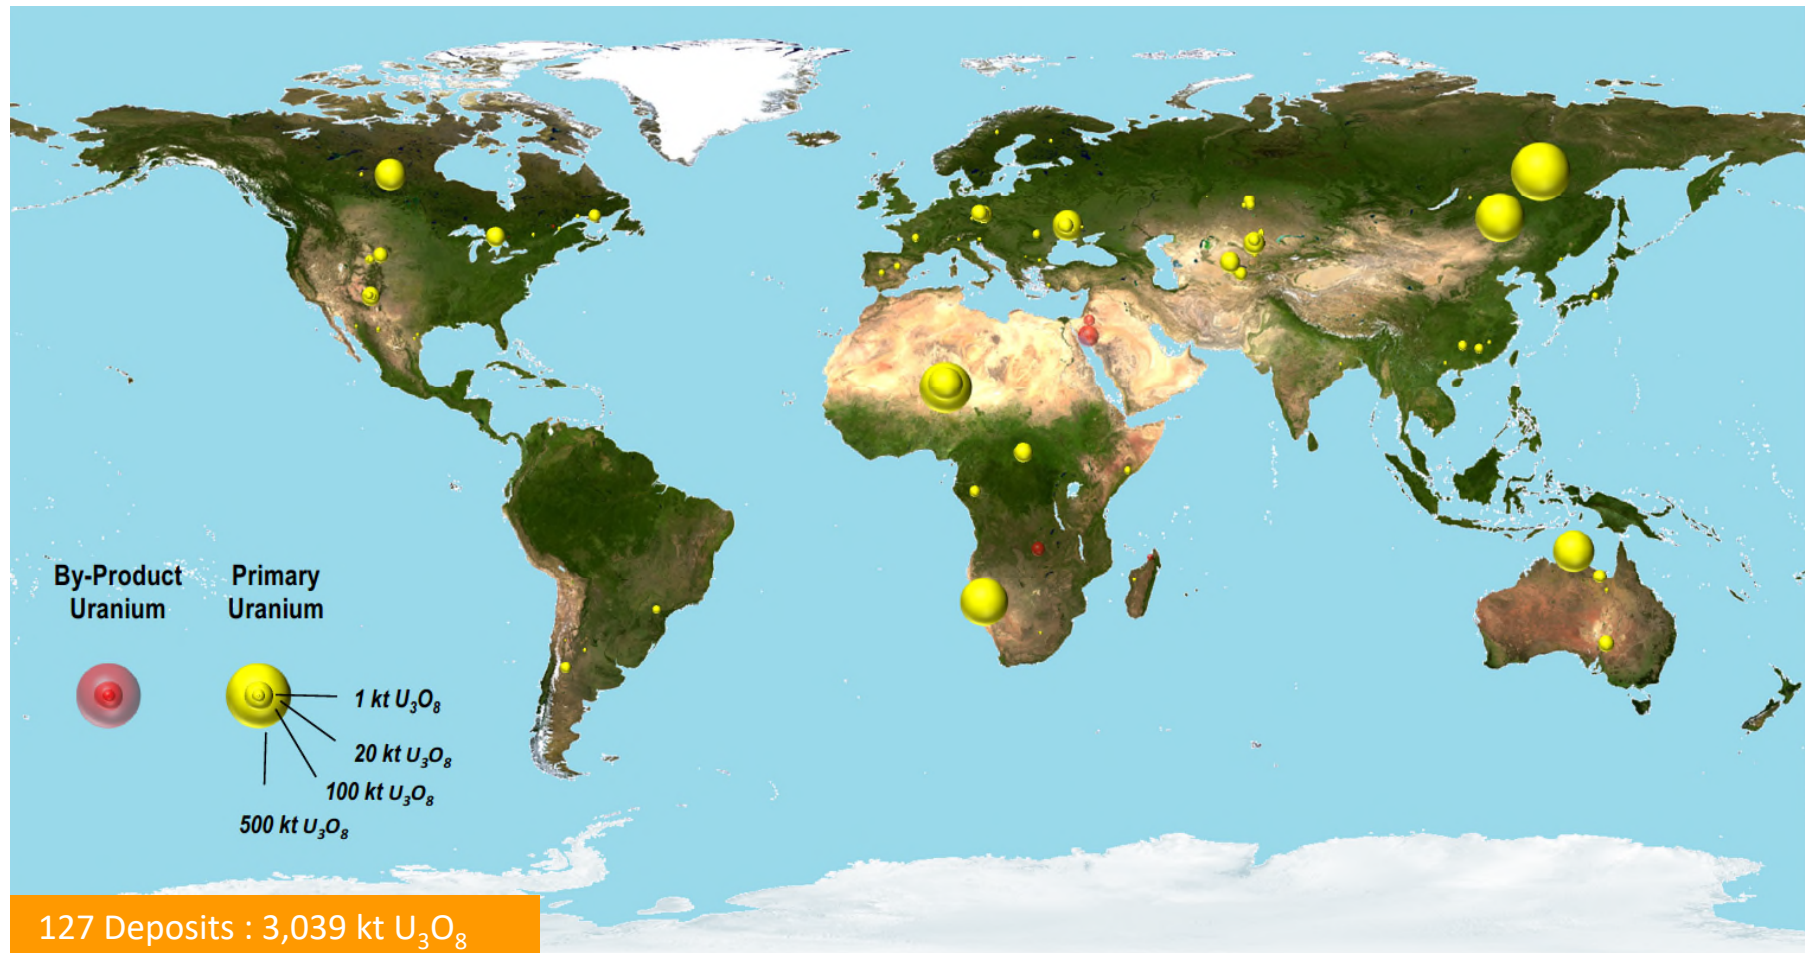 By-Product
Uranium
Primary
Uranium
1 kt U₃O₈
20 kt U₃O₈
100 kt U₃O₈
500 kt U₃O₈
127 Deposits : 3,039 kt U₃O₈